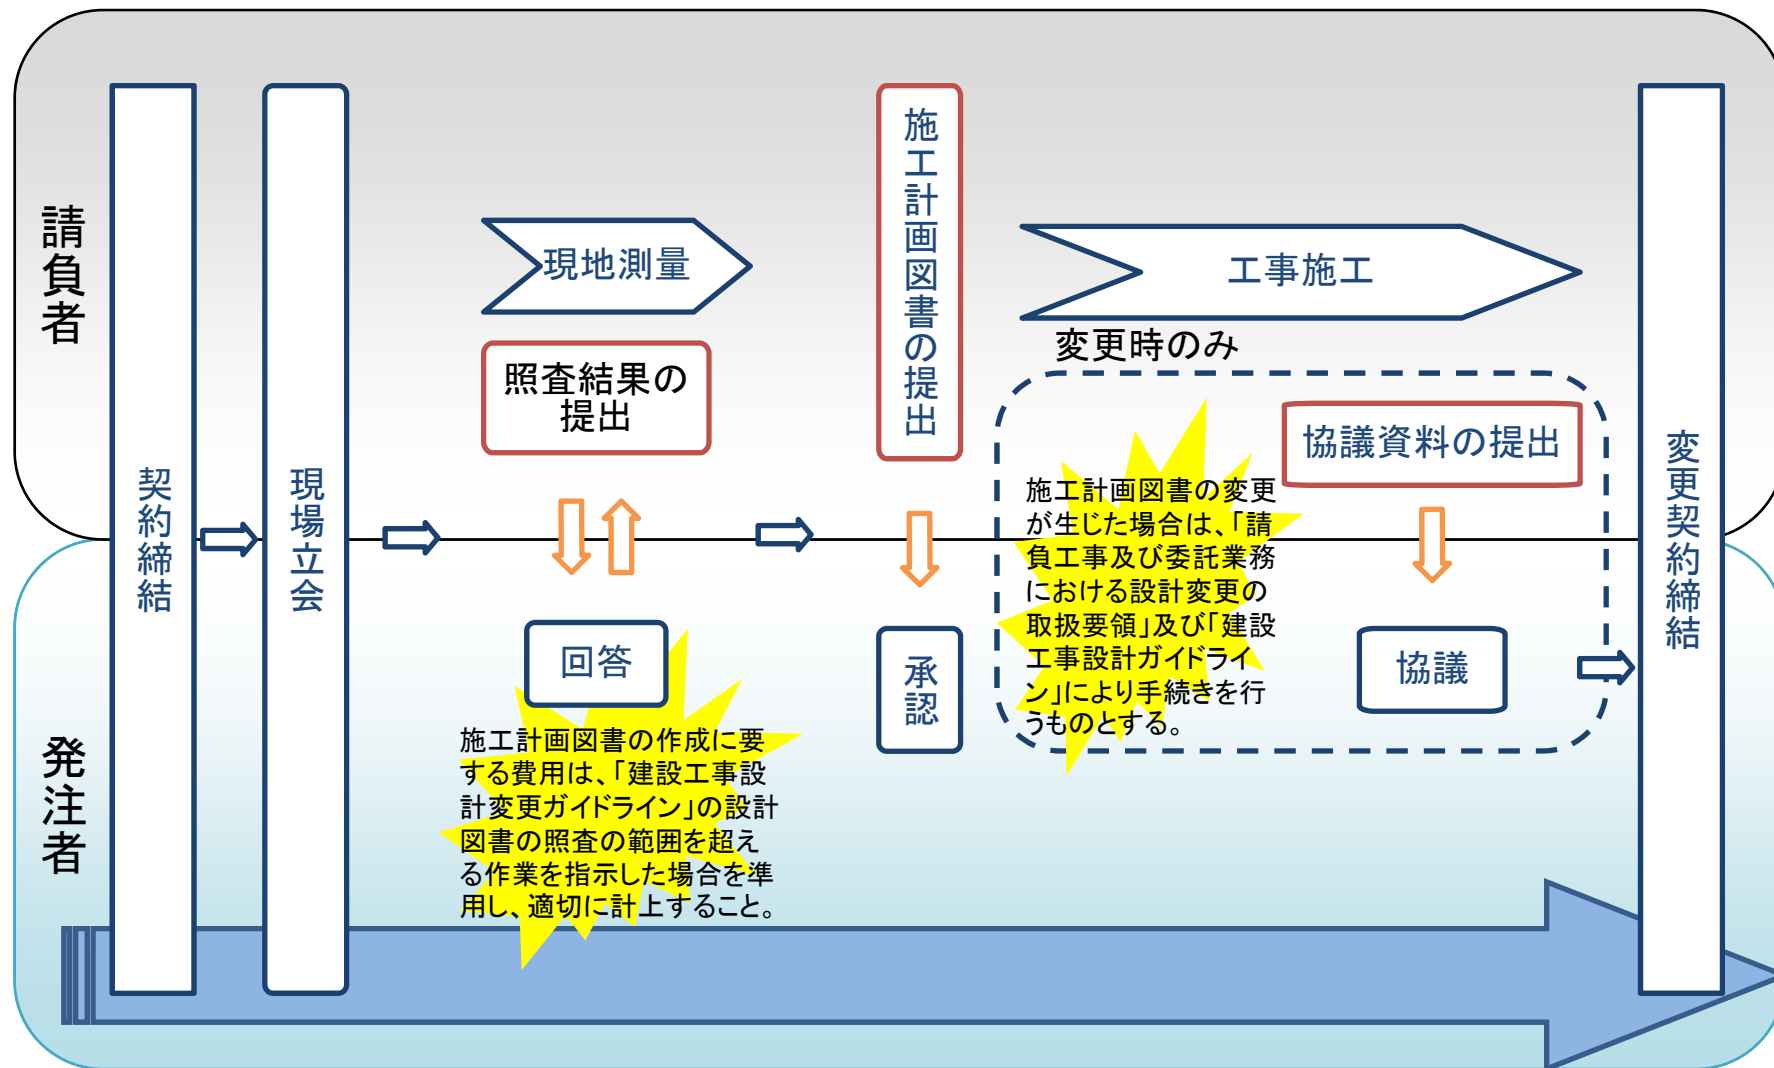 請負者
発注者
契約締結
現場立会
現地測量
照査結果の
提出
回答
施工計画図書の作成に要
する費用は、「建設工事設
計変更ガイドライン」の設計
図書の照査の範囲を超え
る作業を指示した場合を準
用し、適切に計上すること。
施工計画図書の提出
承認
工事施工
変更時のみ
施工計画図書の変更
が生じた場合は、「請
負工事及び委託業務
における設計変更の
取扱要領」及び「建設
工事設計ガイドライ
ン」により手続きを行
うものとする。
協議資料の提出
協議
変更契約締結